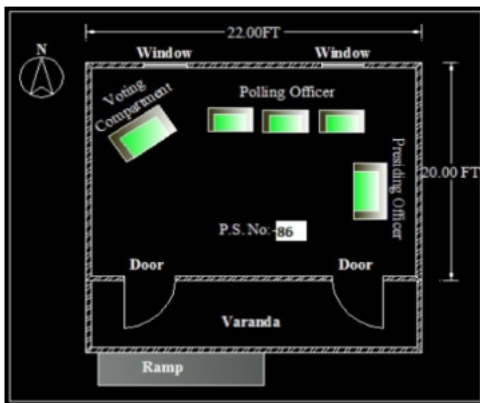 22.00FT
N
Window
Window
Voting
Compartment
Polling Officer
Presiding Officer
20.00 FT
P.S. No:-86
Door
Door
Varanda
Ramp